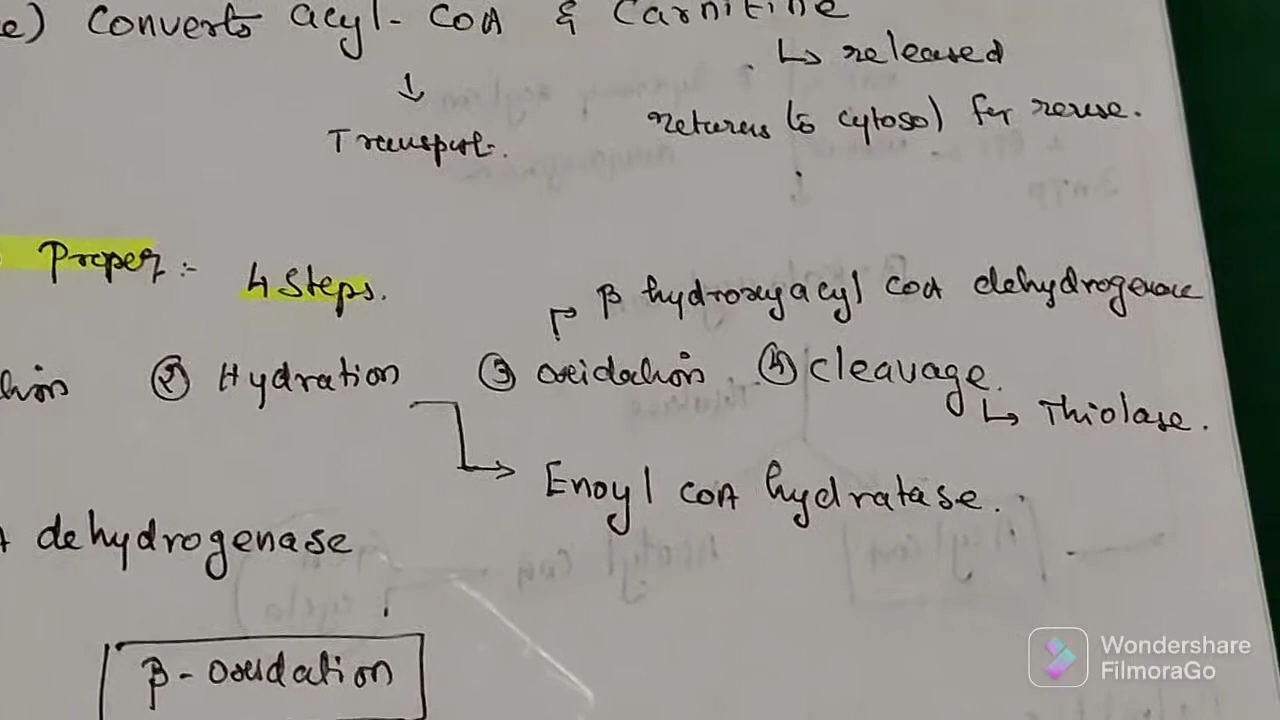 e) Converts acyl-CoA & Carnitine
↓ ↳ released
Transport. returns to cytosol for reuse.
Proper :- 4 Steps.
β hydroxyacyl CoA dehydrogenase
② Hydration ③ oxidation. ④ cleavage.
↳ Thiolase.
Enoyl CoA hydratase.
A dehydrogenase
β-oxidation
Wondershare
FilmoraGo